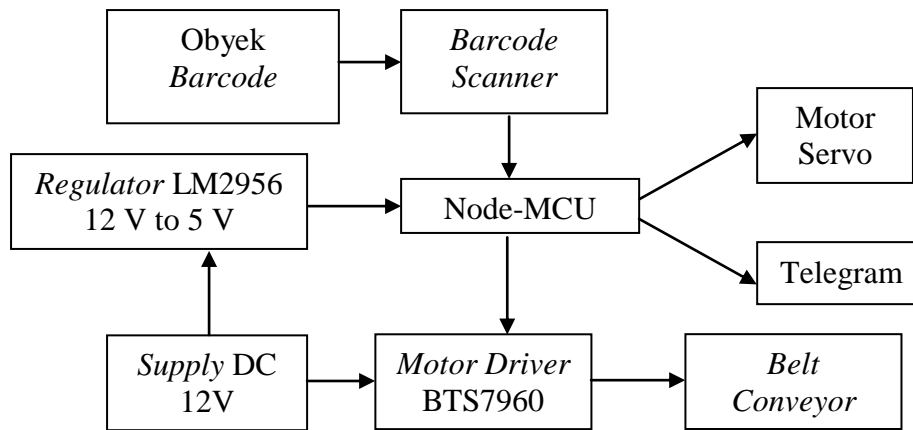 Obyek
Barcode
Barcode
Scanner
Motor
Servo
Regulator LM2956
12 V to 5 V
Node-MCU
Telegram
Supply DC
12V
Motor Driver
BTS7960
Belt
Conveyor